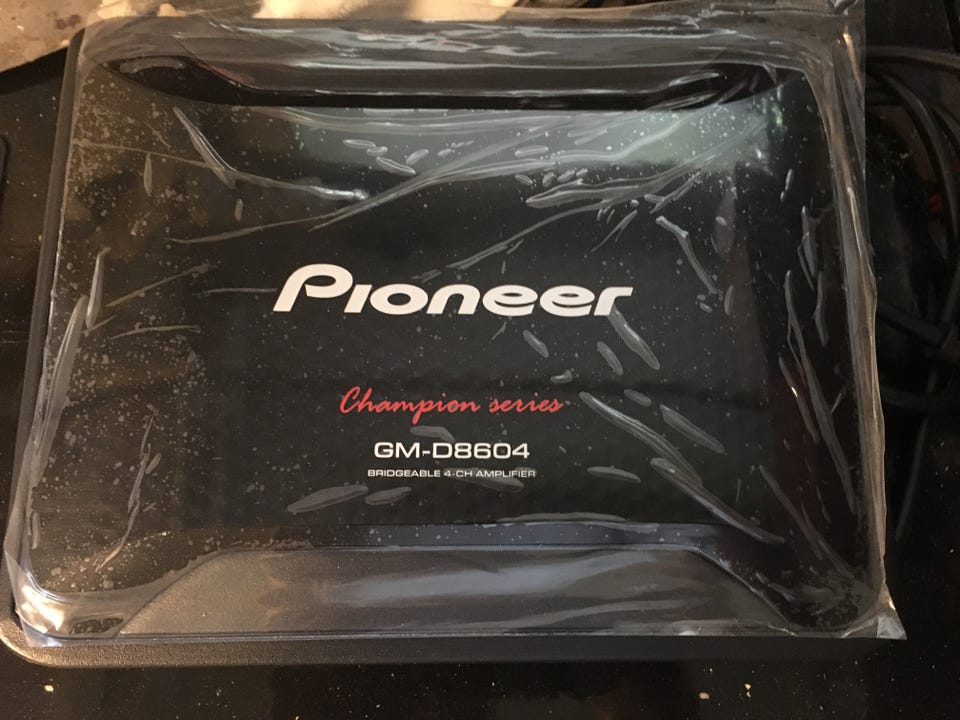 Pioneer
Champion series
GM-D8604
BRIDGEABLE 4-CH AMPLIFIER